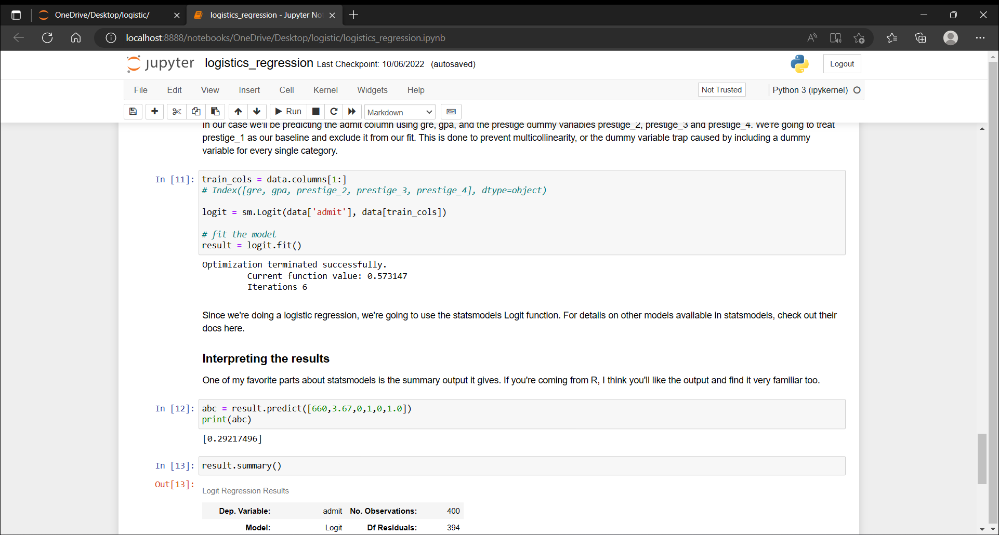 OneDrive/Desktop/logistic/
logistics_regression - Jupyter No
localhost:8888/notebooks/OneDrive/Desktop/logistic/logistics_regression.ipynb
jupyter logistics_regression Last Checkpoint: 10/06/2022 (autosaved)
Logout
File Edit View Insert Cell Kernel Widgets Help
Not Trusted
Python 3 (ipykernel)
Run
Markdown
In our case we'll be predicting the admit column using gre, gpa, and the prestige dummy variables prestige_2, prestige_3 and prestige_4. We're going to treat
prestige_1 as our baseline and exclude it from our fit. This is done to prevent multicollinearity, or the dummy variable trap caused by including a dummy
variable for every single category.
In [11]: train_cols = data.columns[1:]
# Index([gre, gpa, prestige_2, prestige_3, prestige_4], dtype=object)
logit = sm.Logit(data['admit'], data[train_cols])
# fit the model
result = logit.fit()
Optimization terminated successfully.
Current function value: 0.573147
Iterations 6
Since we're doing a logistic regression, we're going to use the statsmodels Logit function. For details on other models available in statsmodels, check out their
docs here.
Interpreting the results
One of my favorite parts about statsmodels is the summary output it gives. If you're coming from R, I think you'll like the output and find it very familiar too.
In [12]: abc = result.predict([660,3.67,0,1,0,1.0])
print(abc)
[0.29217496]
In [13]: result.summary()
Out[13]:
Logit Regression Results
Dep. Variable: admit No. Observations: 400
Model: Logit Df Residuals: 394